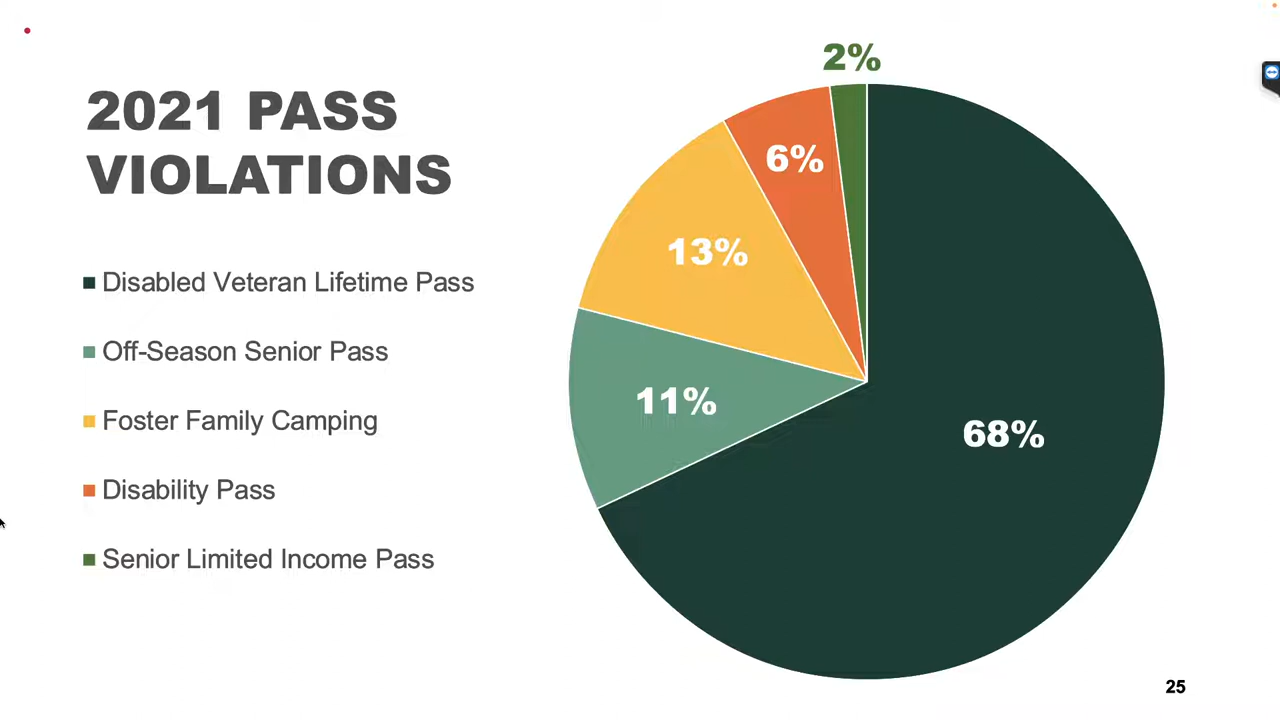 2021 PASS
VIOLATIONS
Disabled Veteran Lifetime Pass
Off-Season Senior Pass
Foster Family Camping
Disability Pass
Senior Limited Income Pass
2%
6%
13%
11%
68%
25